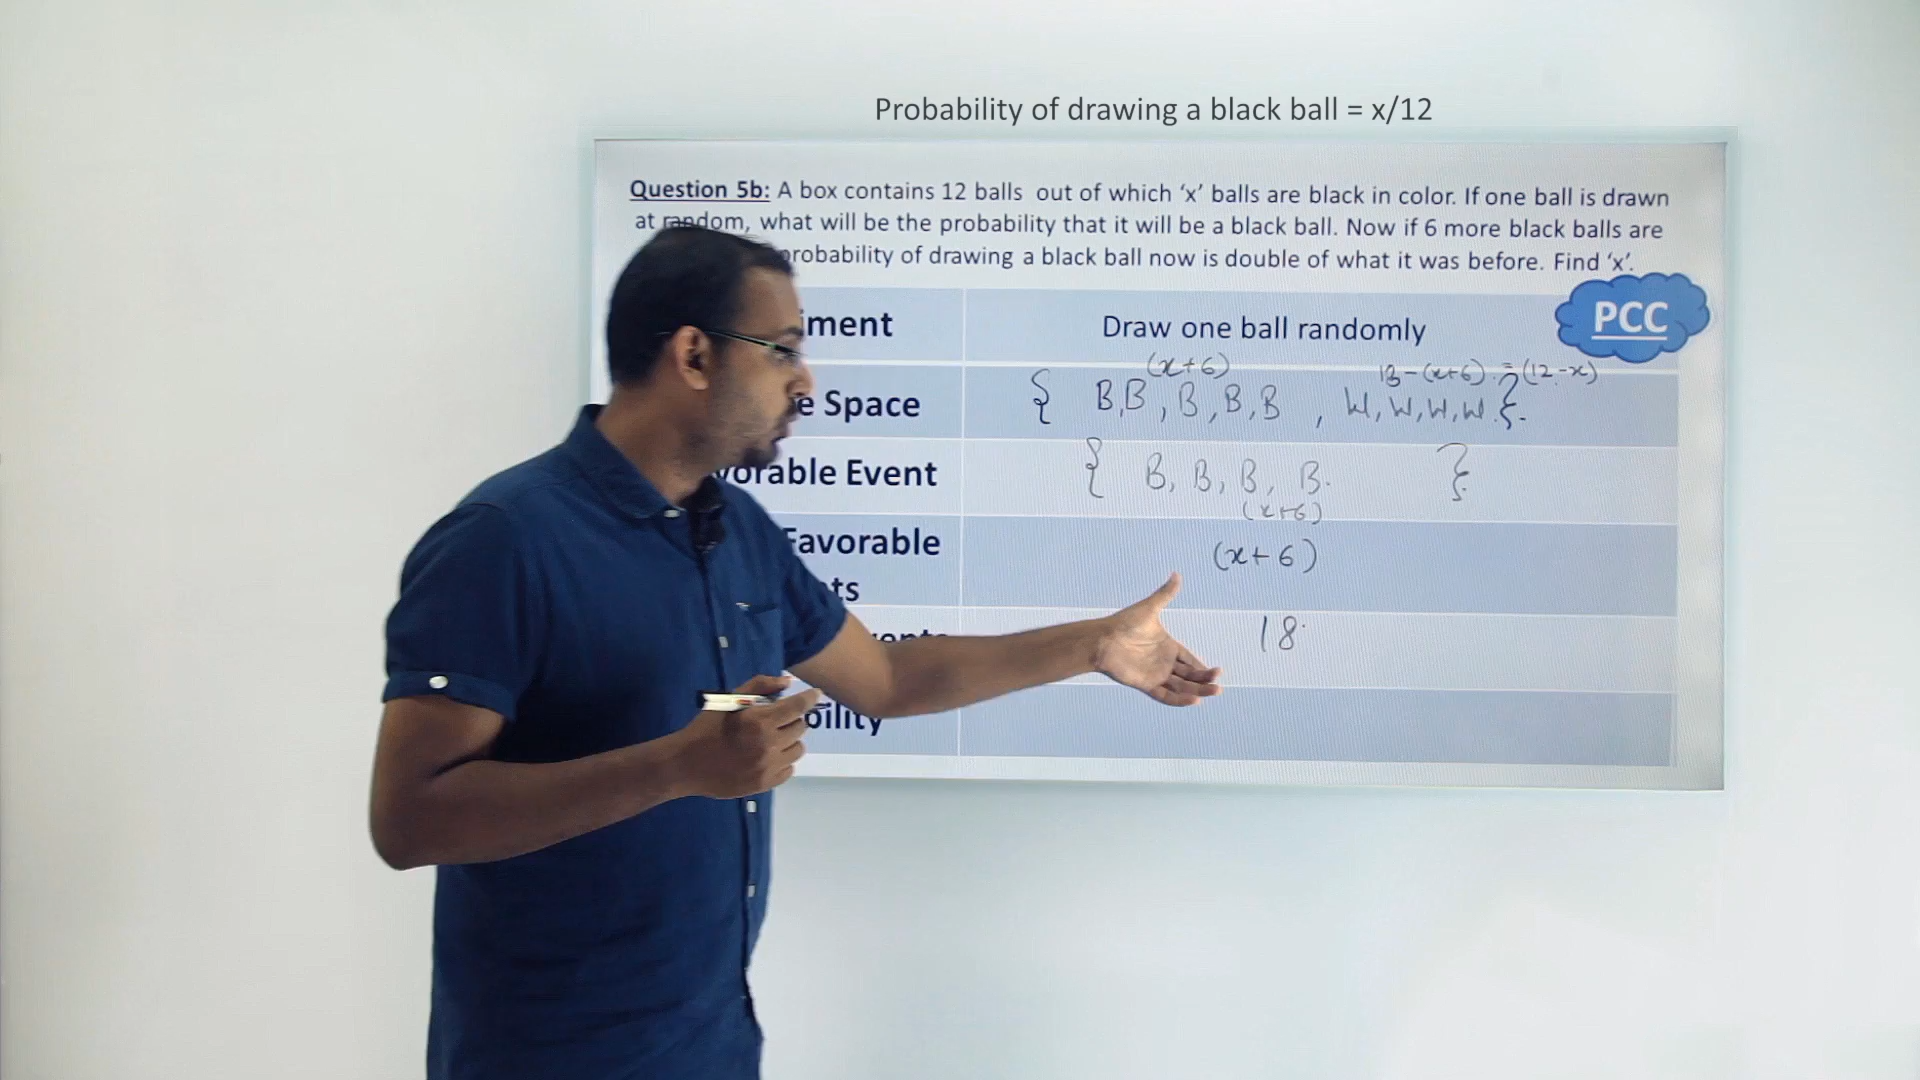 Probability of drawing a black ball = x/12
Question 5b: A box contains 12 balls out of which ‘x’ balls are black in color. If one ball is drawn
at random, what will be the probability that it will be a black ball. Now if 6 more black balls are
probability of drawing a black ball now is double of what it was before. Find ‘x’.
PCC
iment
Draw one ball randomly
(x+6)
18-(x+6) = (12-x)
e Space
{ B,B,B,B,B , W,W,W,W }.
vorable Event
{ B, B, B, B. }
(x+6)
Favorable
(x+6)
ts
18
bility